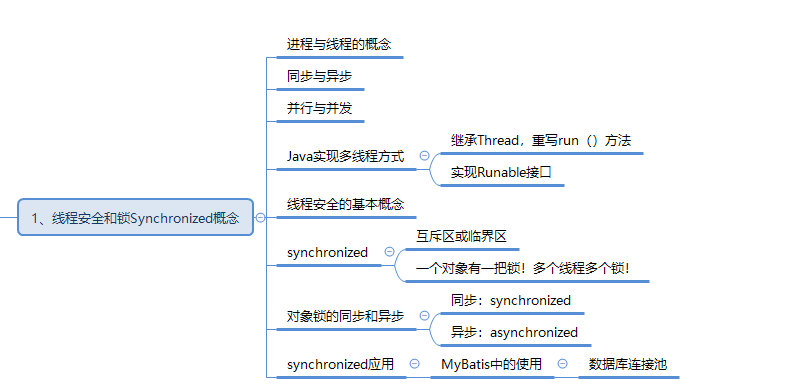 进程与线程的概念
同步与异步
并行与并发
Java实现多线程方式
继承Thread，重写run（）方法
实现Runable接口
1、线程安全和锁Synchronized概念
线程安全的基本概念
synchronized
互斥区或临界区
一个对象有一把锁！多个线程多个锁！
对象锁的同步和异步
同步：synchronized
异步：asynchronized
synchronized应用
MyBatis中的使用
数据库连接池